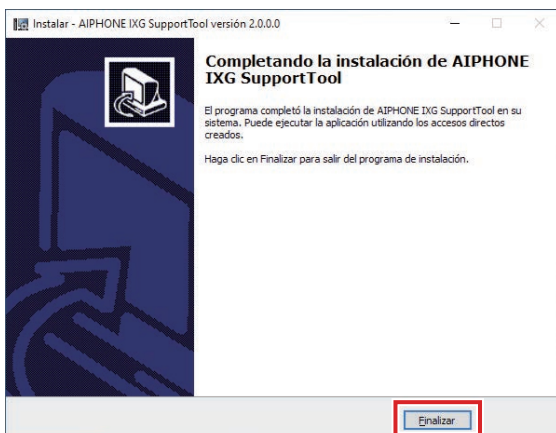 Instalar - AIPHONE IXG SupportTool versión 2.0.0.0
Completando la instalación de AIPHONE
IXG SupportTool
El programa completó la instalación de AIPHONE IXG SupportTool en su
sistema. Puede ejecutar la aplicación utilizando los accesos directos
creados.
Haga clic en Finalizar para salir del programa de instalación.
Finalizar